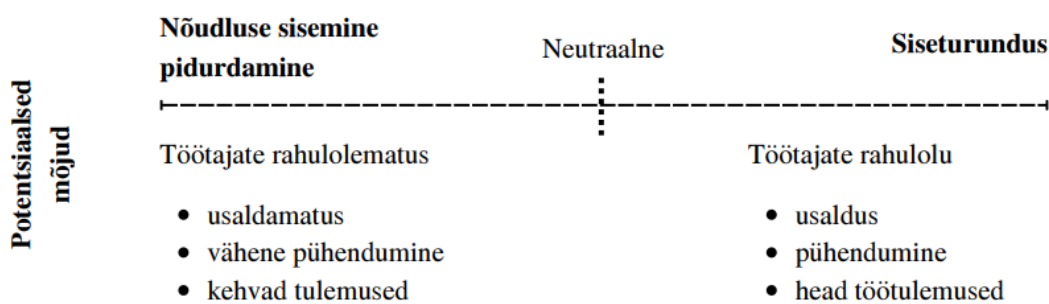 Nõudluse sisemine
pidurdamine
Neutraalne
Siseturundus
Potentsiaalsed
mõjud
Töötajate rahulolematus
• usaldamatus
• vähene pühendumine
• kehvad tulemused
Töötajate rahulolu
• usaldus
• pühendumine
• head töötulemused